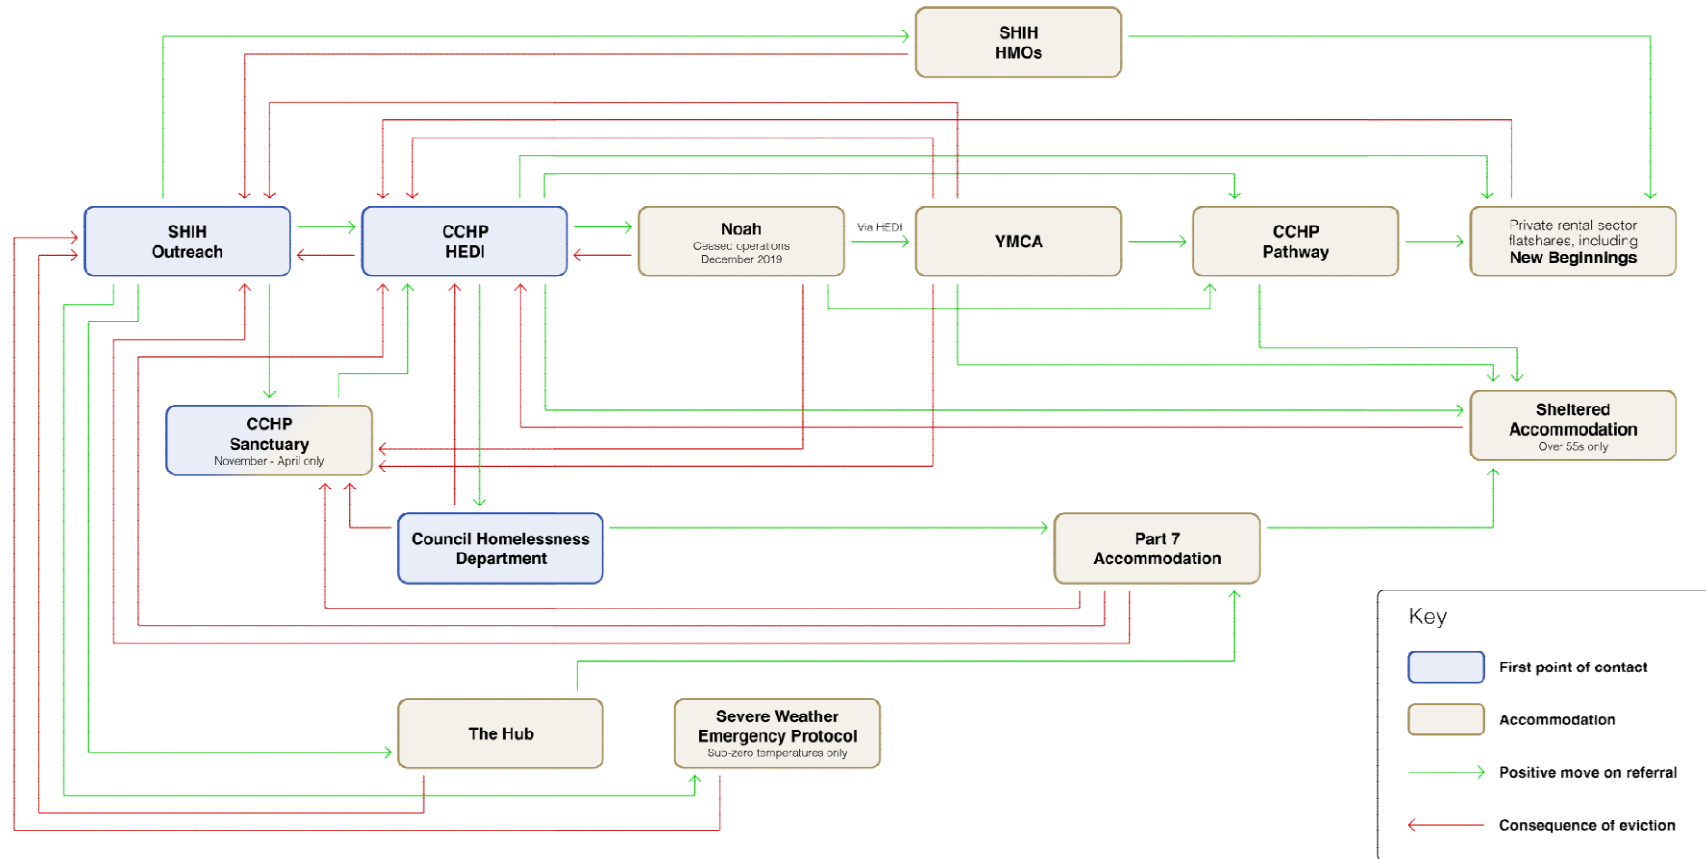 SHIH
HMOs
SHIH
Outreach
CCHP
HEDI
Noah
Ceased operations
December 2019
Via HEDI
YMCA
CCHP
Pathway
Private rental sector
flatshares, including
New Beginnings
CCHP
Sanctuary
November - April only
Sheltered
Accommodation
Over 55s only
Council Homelessness
Department
Part 7
Accommodation
The Hub
Severe Weather
Emergency Protocol
Sub-zero temperatures only
Key
First point of contact
Accommodation
Positive move on referral
Consequence of eviction